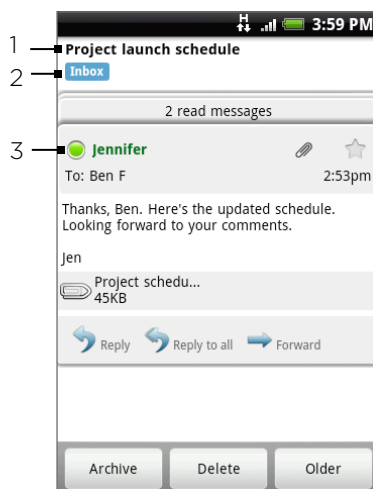 H 3:59 PM
1 Project launch schedule
2 Inbox
2 read messages
3 Jennifer
To: Ben F 2:53pm
Thanks, Ben. Here's the updated schedule.
Looking forward to your comments.
Jen
Project schedu...
45KB
Reply Reply to all Forward
Archive Delete Older